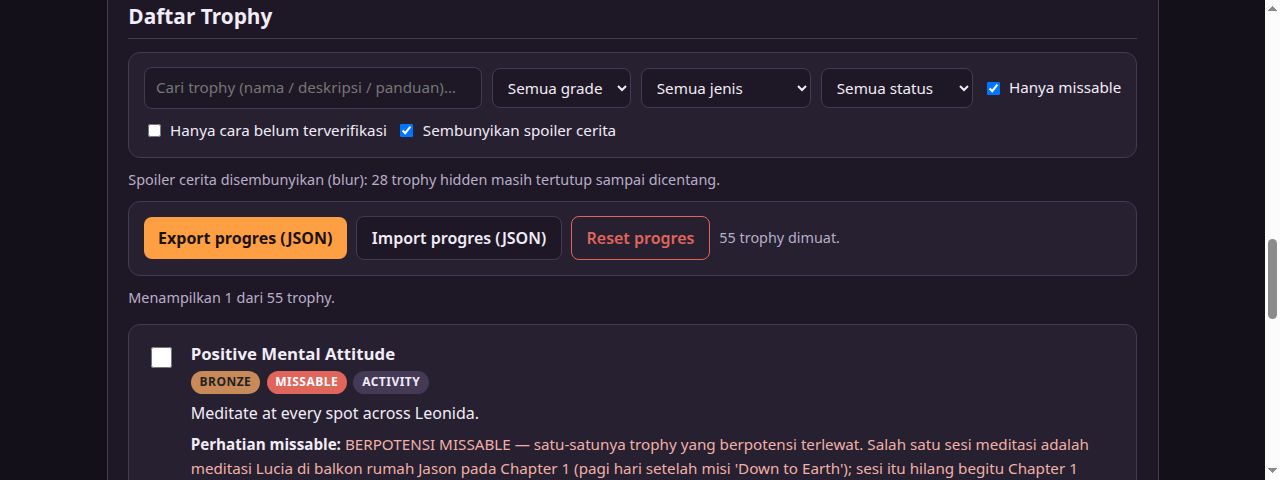 Daftar Trophy
Cari trophy (nama / deskripsi / panduan)...
Semua grade
Semua jenis
Semua status
Hanya missable
Hanya cara belum terverifikasi
Sembunyikan spoiler cerita
Spoiler cerita disembunyikan (blur): 28 trophy hidden masih tertutup sampai dicentang.
Export progres (JSON)
Import progres (JSON)
Reset progres
55 trophy dimuat.
Menampilkan 1 dari 55 trophy.
Positive Mental Attitude
BRONZE
MISSABLE
ACTIVITY
Meditate at every spot across Leonida.
Perhatian missable: BERPOTENSI MISSABLE — satu-satunya trophy yang berpotensi terlewat. Salah satu sesi meditasi adalah
meditasi Lucia di balkon rumah Jason pada Chapter 1 (pagi hari setelah misi 'Down to Earth'); sesi itu hilang begitu Chapter 1